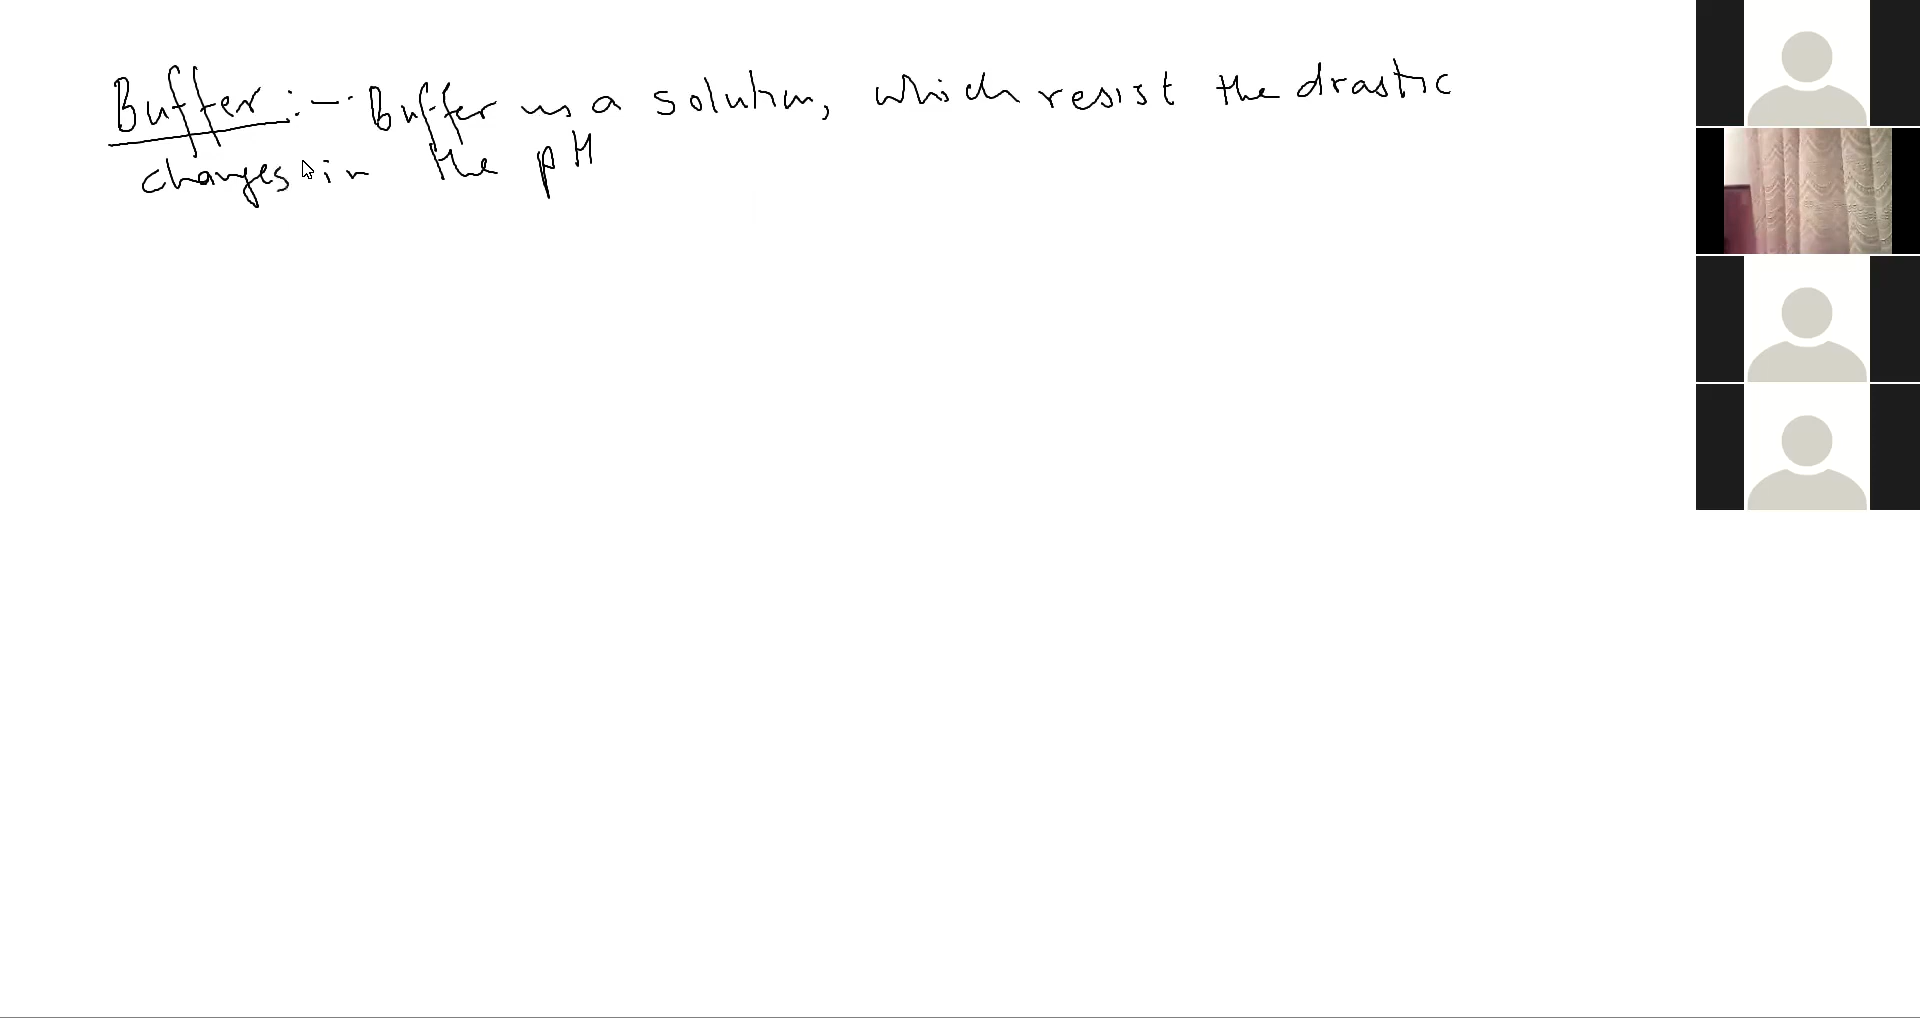 Buffer :- Buffer is a solution, which resist the drastic
changes in the pH